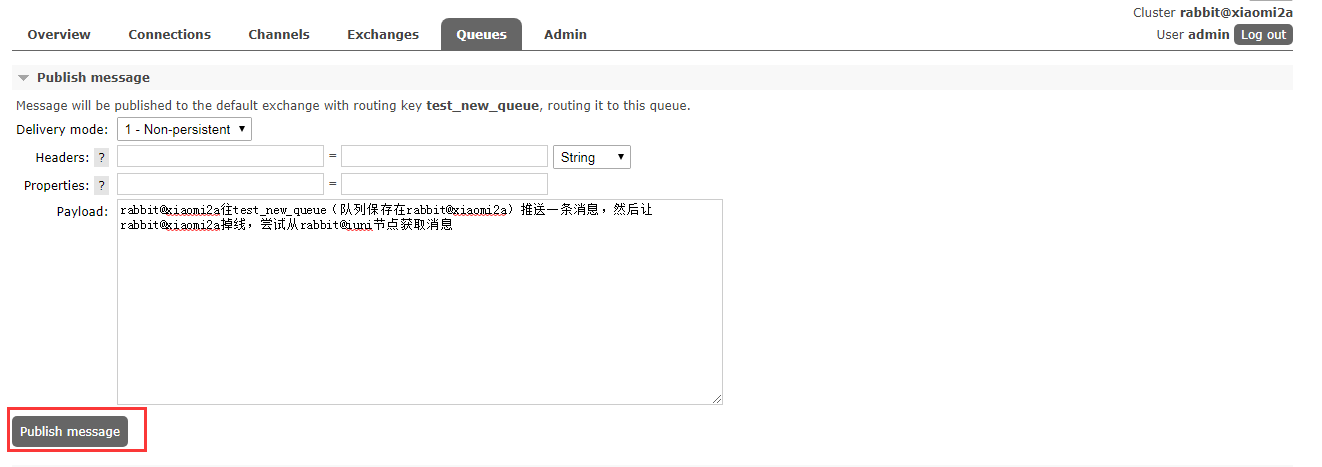 Cluster rabbit@xiaomi2a
Overview Connections Channels Exchanges Queues Admin
User admin Log out
Publish message
Message will be published to the default exchange with routing key test_new_queue, routing it to this queue.
Delivery mode: 1 - Non-persistent
Headers: ? = String
Properties: ? =
Payload: rabbit@xiaomi2a往test_new_queue（队列保存在rabbit@xiaomi2a）推送一条消息，然后让
rabbit@xiaomi2a掉线，尝试从rabbit@iuni节点获取消息
Publish message